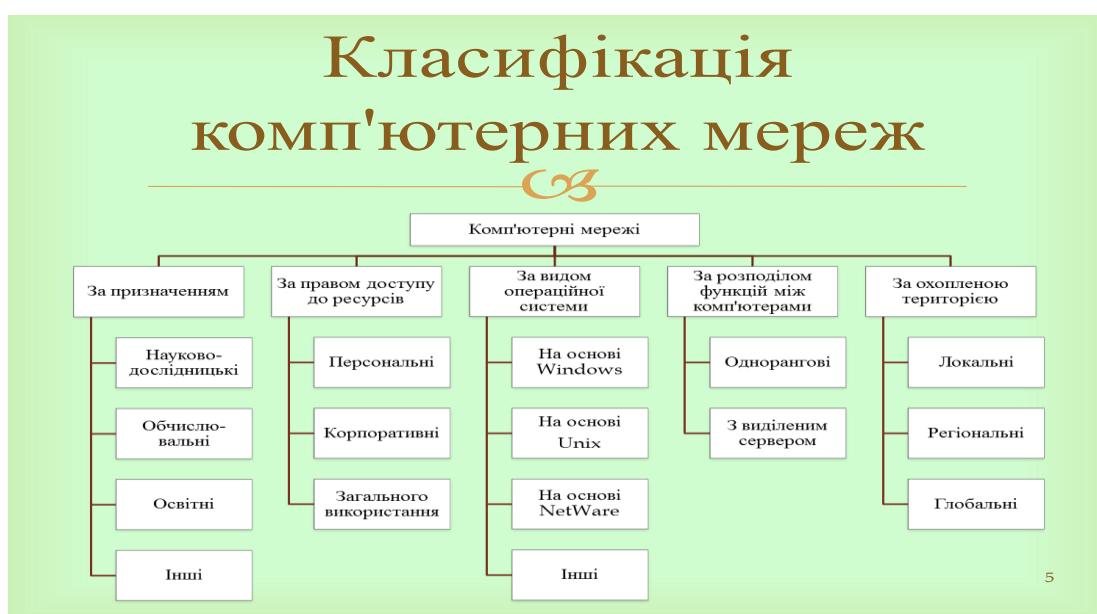 Класифікація
комп'ютерних мереж
Комп'ютерні мережі
За призначенням
Науково-
дослідницькі
Обчислю-
вальні
Освітні
Інші
За правом доступу
до ресурсів
Персональні
Корпоративні
Загального
використання
За видом
операційної
системи
На основі
Windows
На основі
Unix
На основі
NetWare
Інші
За розподілом
функцій між
комп'ютерами
Однорангові
З виділеним
сервером
За охопленою
територією
Локальні
Регіональні
Глобальні
5